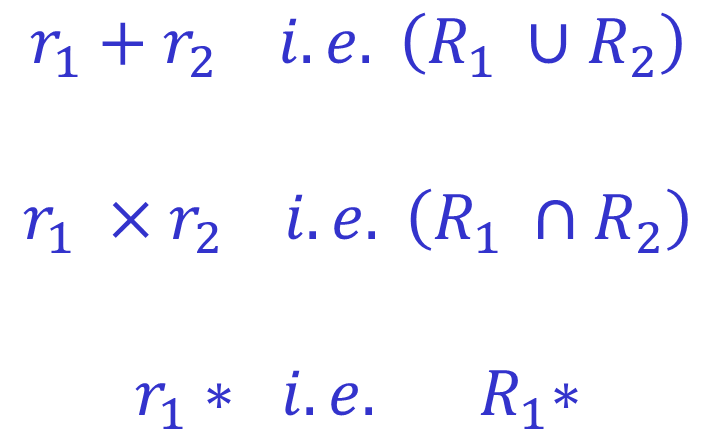 r₁ + r₂ i.e. (R₁ ∪ R₂)
r₁ × r₂ i.e. (R₁ ∩ R₂)
r₁ ∗ i.e. R₁∗